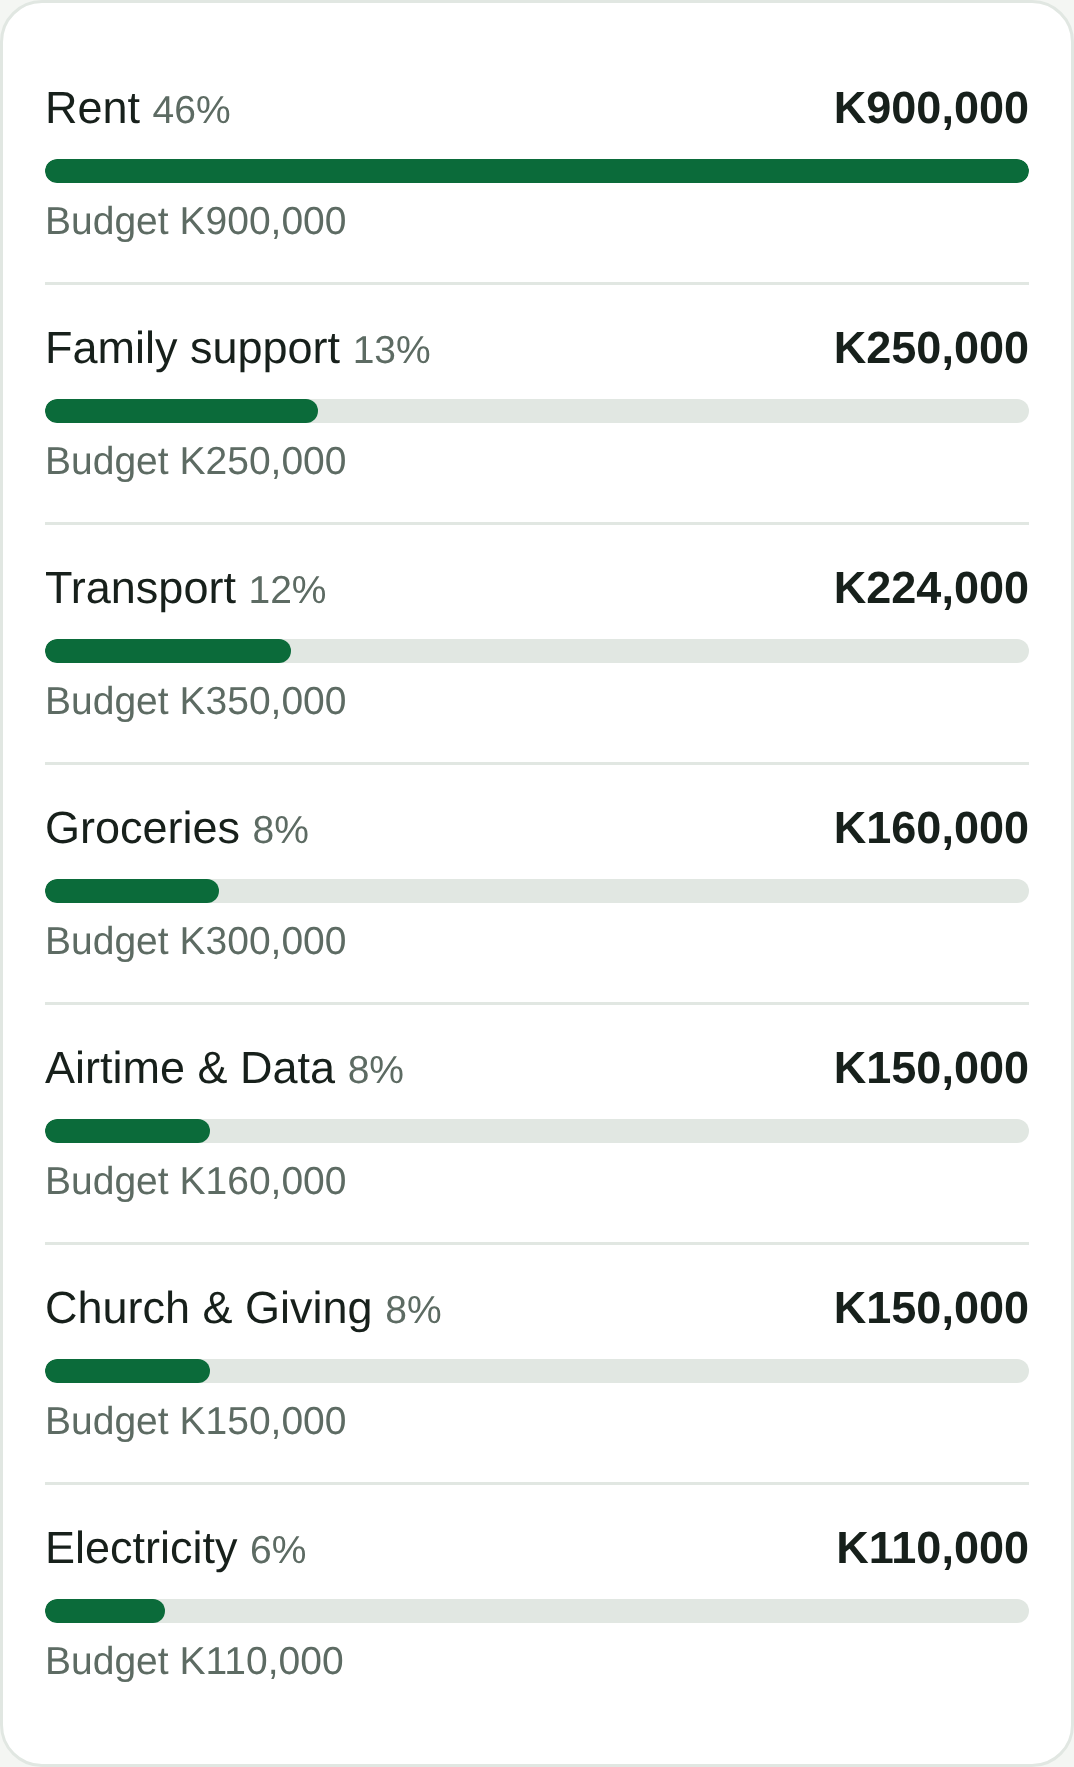 Rent 46% K900,000
Budget K900,000
Family support 13% K250,000
Budget K250,000
Transport 12% K224,000
Budget K350,000
Groceries 8% K160,000
Budget K300,000
Airtime & Data 8% K150,000
Budget K160,000
Church & Giving 8% K150,000
Budget K150,000
Electricity 6% K110,000
Budget K110,000